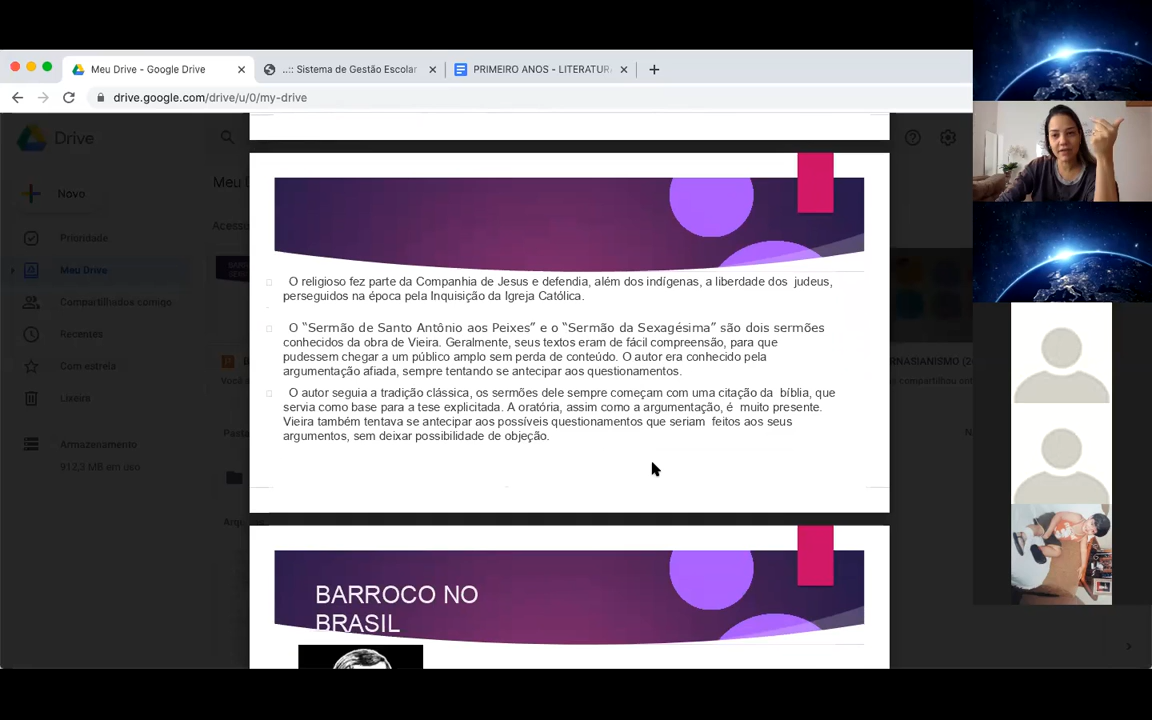 Meu Drive - Google Drive
..:: Sistema de Gestão Escolar
PRIMEIRO ANOS - LITERATUR
drive.google.com/drive/u/0/my-drive
Drive
Novo
Meu
Prioridade
Meu Drive
Compartilhados comigo
Recentes
Com estrela
Lixeira
Armazenamento
912,3 MB em uso
O religioso fez parte da Companhia de Jesus e defendia, além dos indígenas, a liberdade dos judeus,
perseguidos na época pela Inquisição da Igreja Católica.
O “Sermão de Santo Antônio aos Peixes” e o “Sermão da Sexagésima” são dois sermões
conhecidos da obra de Vieira. Geralmente, seus textos eram de fácil compreensão, para que
pudessem chegar a um público amplo sem perda de conteúdo. O autor era conhecido pela
argumentação afiada, sempre tentando se antecipar aos questionamentos.
O autor seguia a tradição clássica, os sermões dele sempre começam com uma citação da bíblia, que
servia como base para a tese explicitada. A oratória, assim como a argumentação, é muito presente.
Vieira também tentava se antecipar aos possíveis questionamentos que seriam feitos aos seus
argumentos, sem deixar possibilidade de objeção.
BARROCO NO
BRASIL